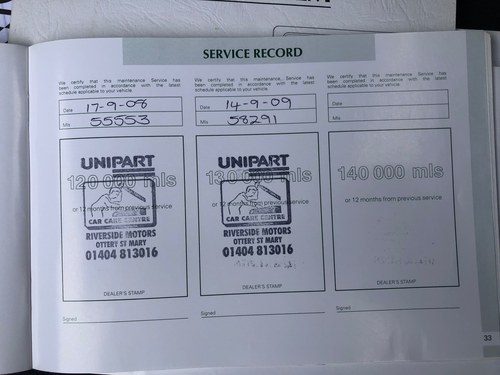 SERVICE RECORD
We certify that this maintenance Service has
been completed in accordance with the latest
schedule applicable to your vehicle.
Date 17-9-08
Mls 55553
UNIPART
120 000 mls
or 12 months from previous service
CAR CARE CENTRE
RIVERSIDE MOTORS
OTTERY ST MARY
01404 813016
DEALER'S STAMP
Signed
We certify that this maintenance Service has
been completed in accordance with the latest
schedule applicable to your vehicle.
Date 14-9-09
Mls 58291
UNIPART
130 000 mls
or 12 months from previous service
CAR CARE CENTRE
RIVERSIDE MOTORS
OTTERY ST MARY
01404 813016
DEALER'S STAMP
Signed
We certify that this maintenance Service has
been completed in accordance with the latest
schedule applicable to your vehicle.
Date
Mls
140 000 mls
or 12 months from previous service
DEALER'S STAMP
Signed
33